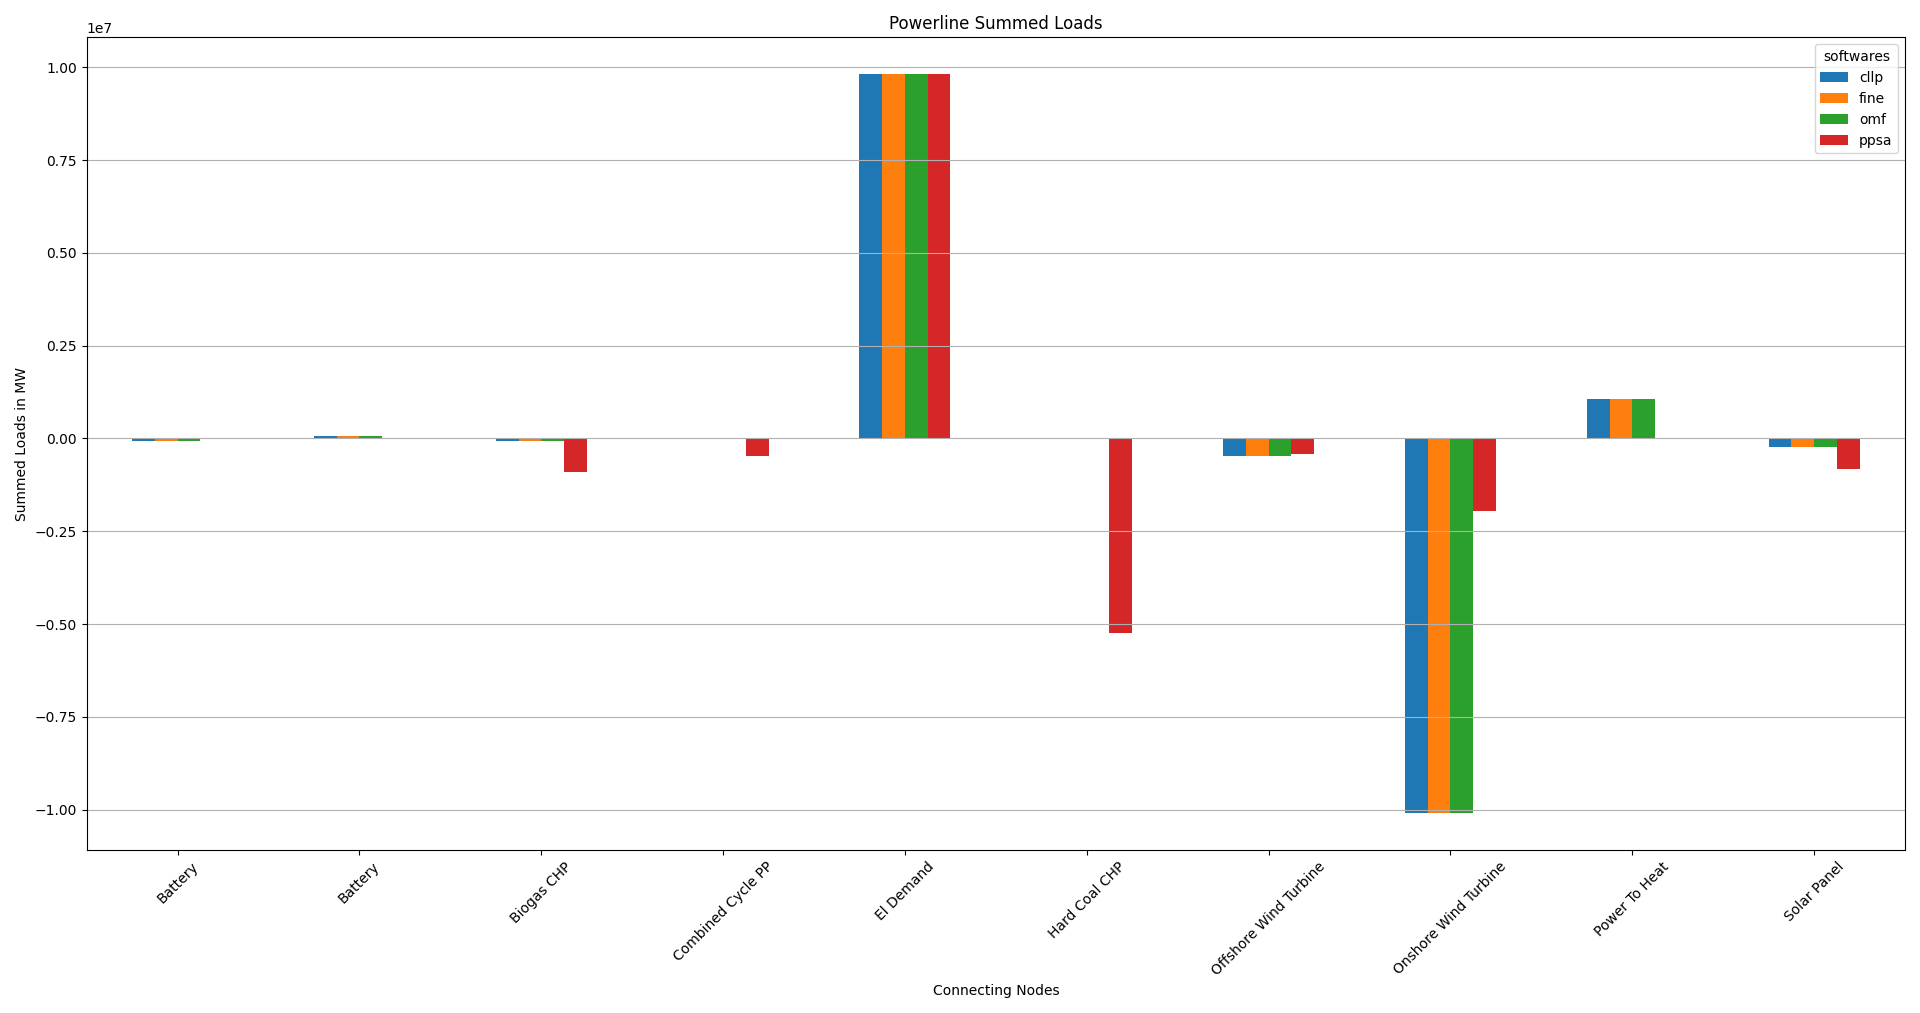 Powerline Summed Loads
1e7
1.00
0.75
0.50
0.25
0.00
−0.25
−0.50
−0.75
−1.00
Summed Loads in MW
softwares
cllp
fine
omf
ppsa
Battery
Battery
Biogas CHP
Combined Cycle PP
El Demand
Hard Coal CHP
Offshore Wind Turbine
Onshore Wind Turbine
Power To Heat
Solar Panel
Connecting Nodes